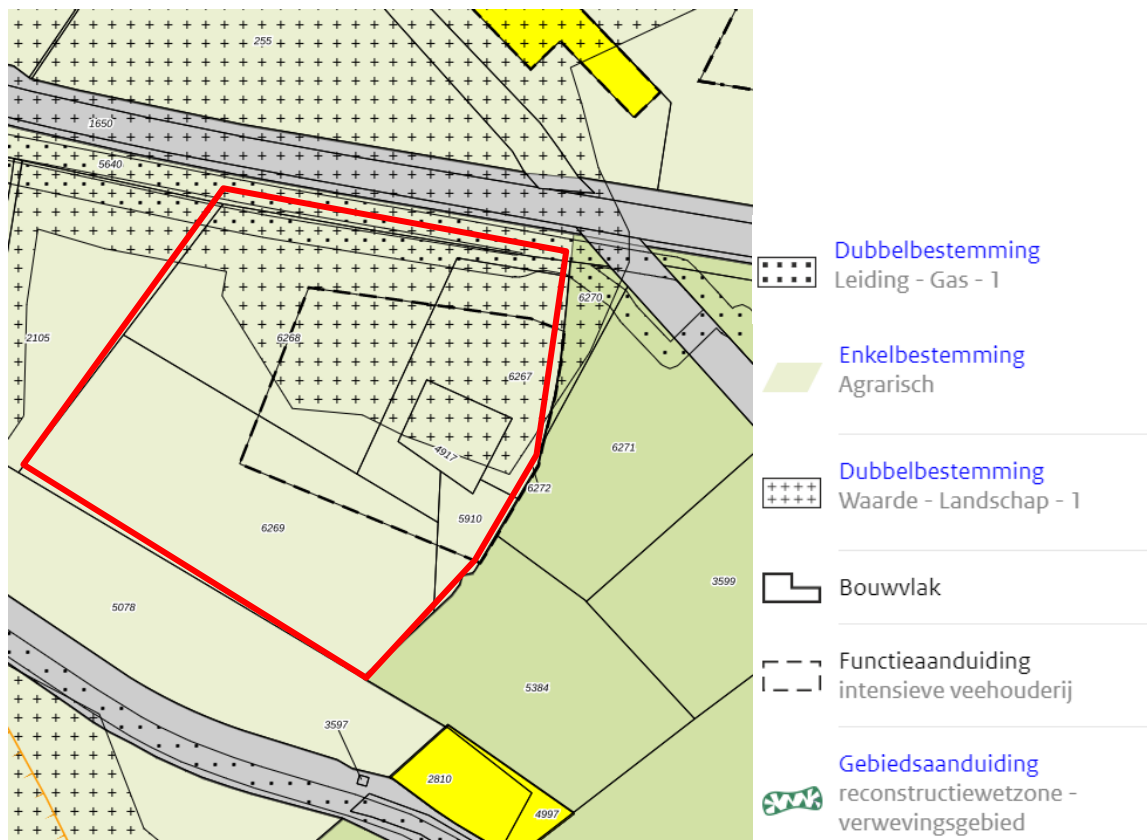 255
1650
5640
6270
2105
6268
6267
4917
6271
6272
5910
6269
3599
5078
5384
3597
2810
4997
Dubbelbestemming
Leiding - Gas - 1
Enkelbestemming
Agrarisch
Dubbelbestemming
Waarde - Landschap - 1
Bouwvlak
Functieaanduiding
intensieve veehouderij
Gebiedsaanduiding
reconstructiewetzone -
verwevingsgebied